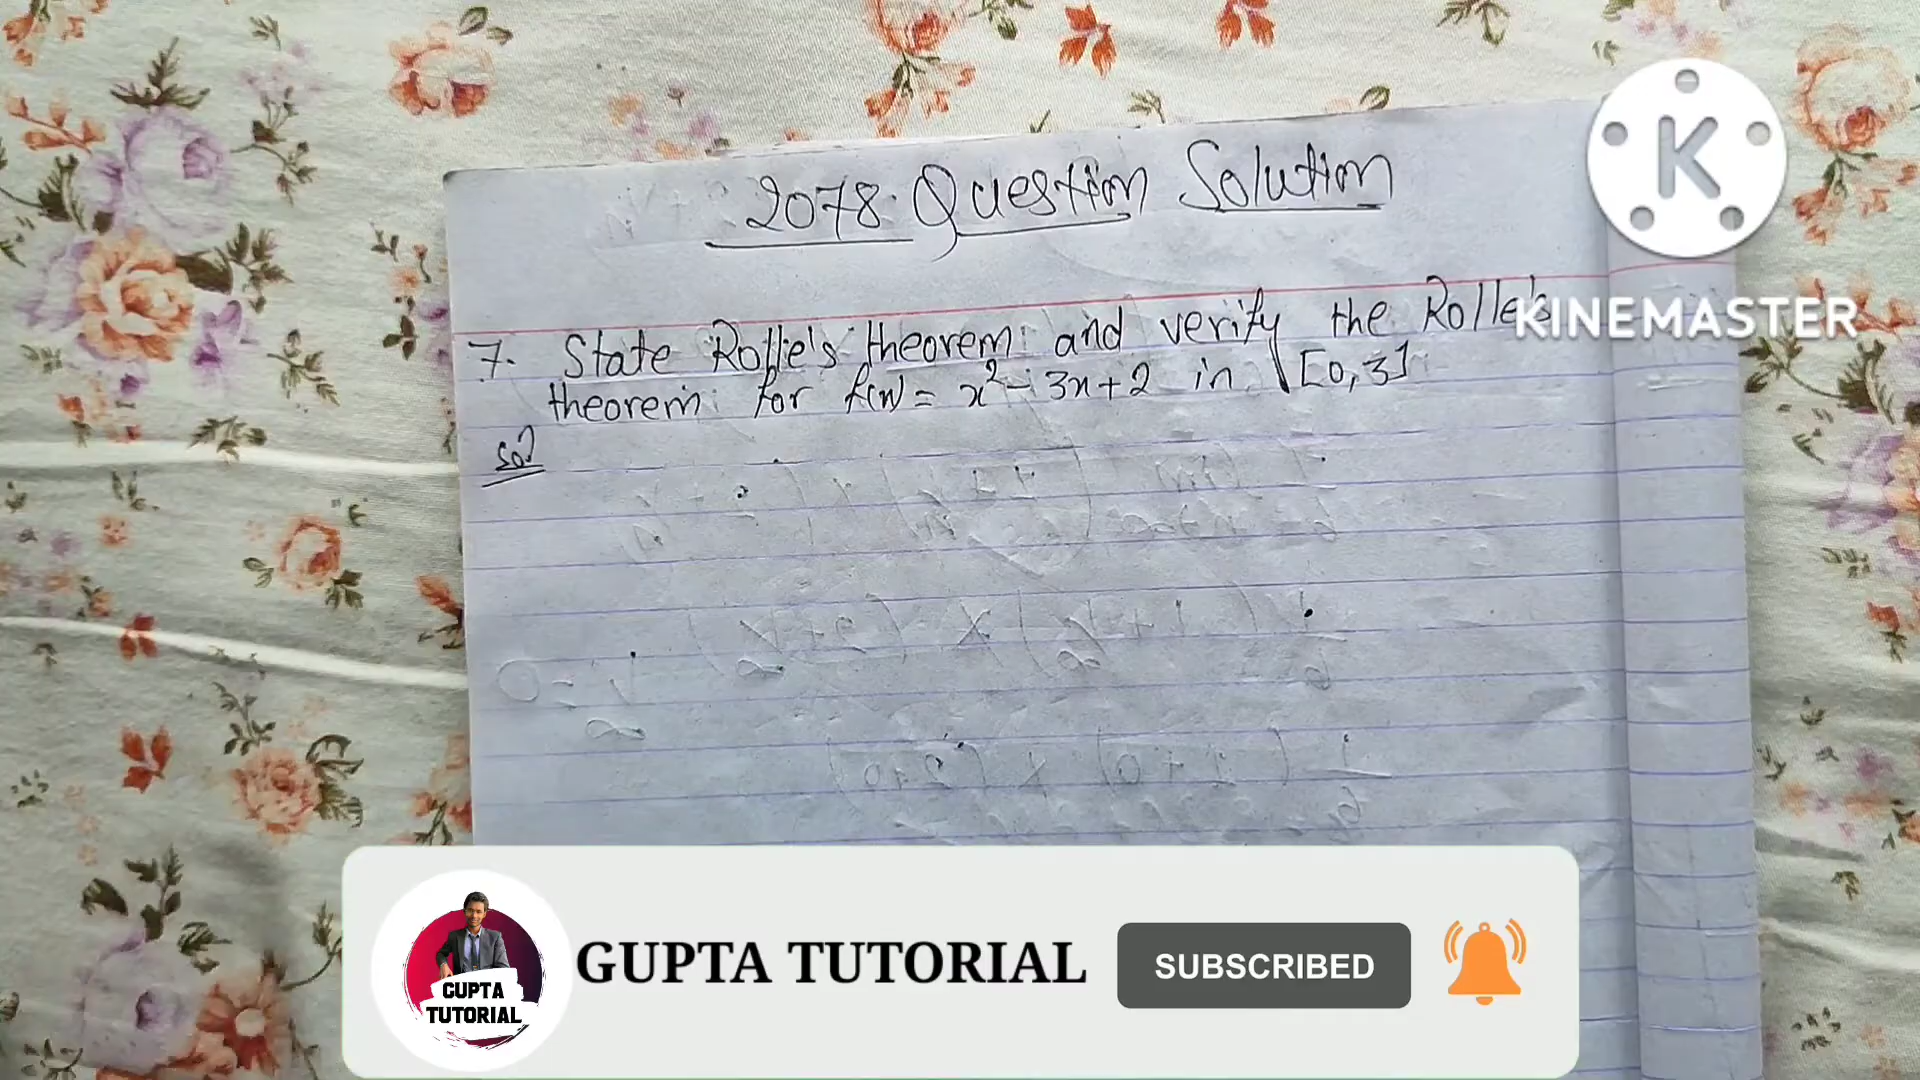 2078 Question Solution
7. State Rolle's theorem and verify the Rolle's
theorem for f(x) = x² - 3x + 2 in [0, 3]
Sol
K
KINEMASTER
GUPTA
TUTORIAL
GUPTA TUTORIAL
SUBSCRIBED